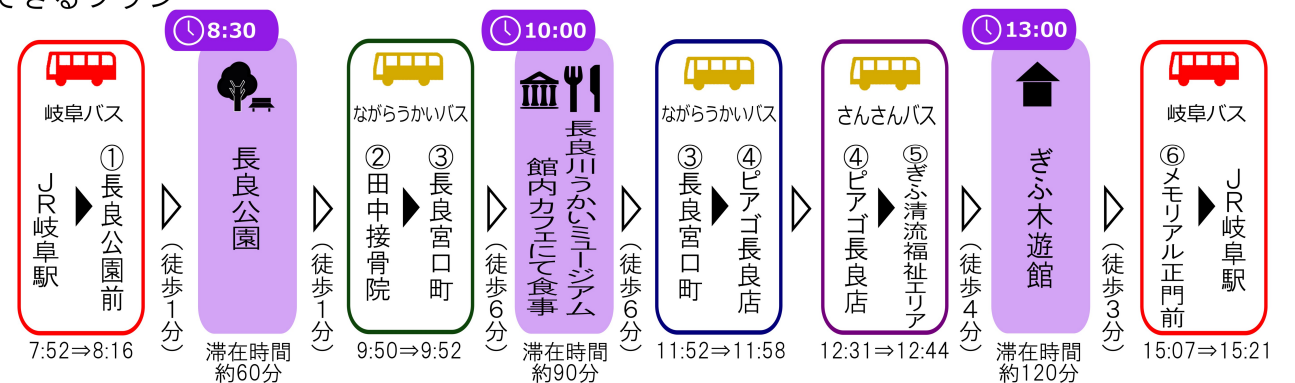 できるプラン
8:30
10:00
13:00
岐阜バス
JR岐阜駅
①長良公園前
7:52⇒8:16
(徒歩1分)
長良公園
滞在時間
約60分
(徒歩1分)
ながらうかいバス
②田中接骨院
③長良宮口町
9:50⇒9:52
(徒歩6分)
長良川うかいミュージアム
館内カフェにて食事
滞在時間
約90分
(徒歩6分)
ながらうかいバス
③長良宮口町
④ピアゴ長良店
11:52⇒11:58
さんさんバス
④ピアゴ長良店
⑤ぎふ清流福祉エリア
12:31⇒12:44
(徒歩4分)
ぎふ木遊館
滞在時間
約120分
(徒歩3分)
岐阜バス
⑥メモリアル正門前
JR岐阜駅
15:07⇒15:21